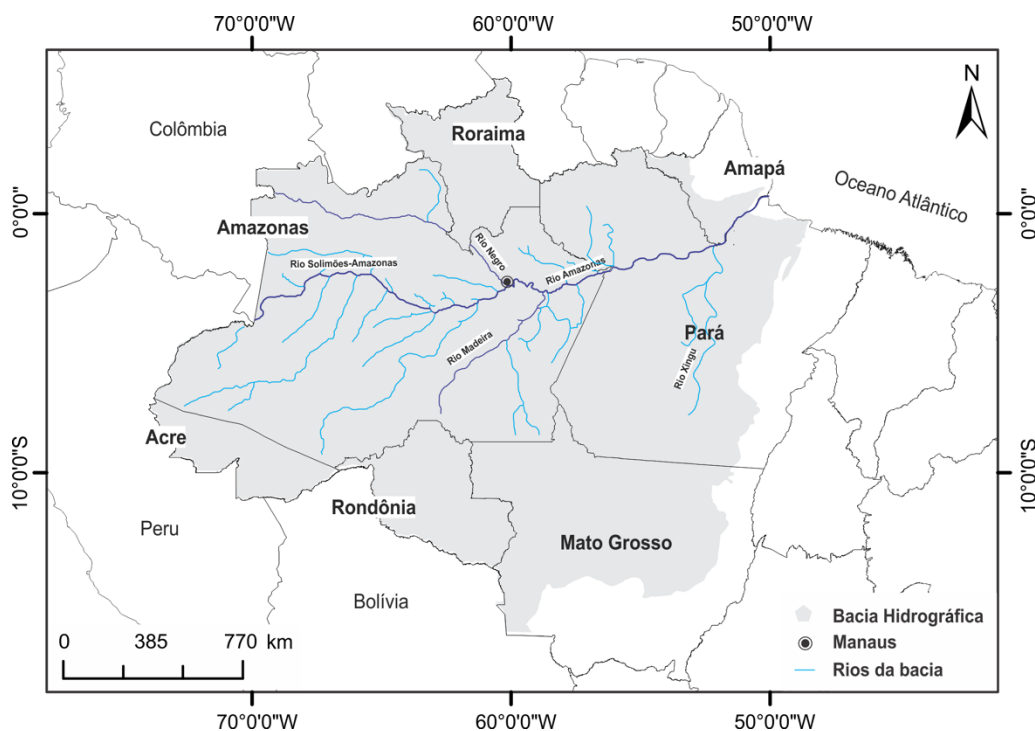 70°0'0"W 60°0'0"W 50°0'0"W
N
Colômbia
Roraima
Amapá
Oceano Atlântico
0°0'0" 0°0'0"
Amazonas
Rio Negro
Rio Solimões-Amazonas
Rio Amazonas
Rio Madeira
Pará
Rio Xingu
Acre
10°0'0"S 10°0'0"S
Rondônia
Peru
Mato Grosso
Bolívia
0 385 770 km
Bacia Hidrográfica
Manaus
Rios da bacia
70°0'0"W 60°0'0"W 50°0'0"W